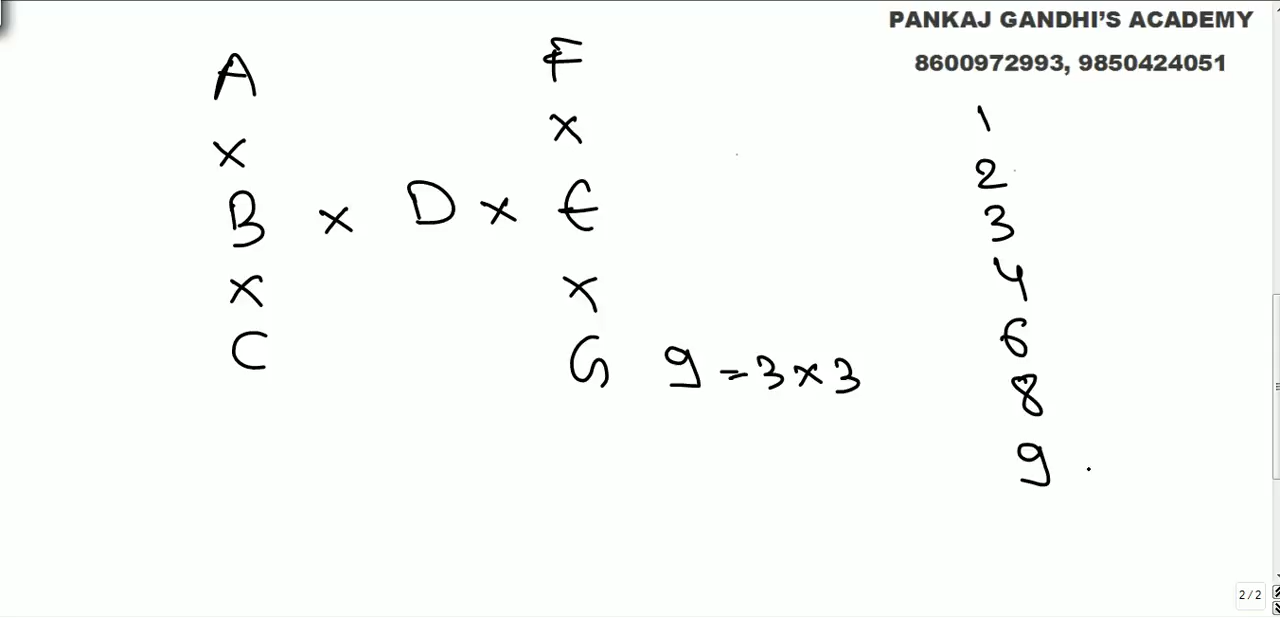 PANKAJ GANDHI'S ACADEMY
8600972993, 9850424051
A F
x x
B x D x E
x x
C G 9 = 3 x 3
1
2
3
4
6
8
9
2/2